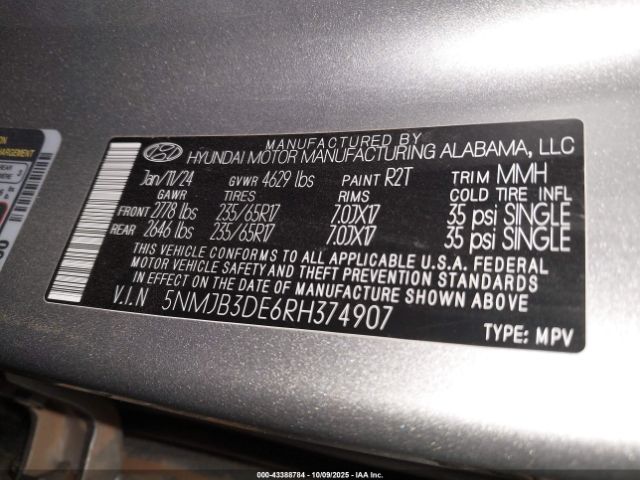 MANUFACTURED BY
HYUNDAI MOTOR MANUFACTURING ALABAMA, LLC
Jan/11/24 GVWR 4629 lbs PAINT R2T TRIM MMH
GAWR TIRES RIMS COLD TIRE INFL
FRONT 2778 lbs 235/65R17 7.0JX17 35 psi SINGLE
REAR 2646 lbs 235/65R17 7.0JX17 35 psi SINGLE
THIS VEHICLE CONFORMS TO ALL APPLICABLE U.S.A. FEDERAL
MOTOR VEHICLE SAFETY AND THEFT PREVENTION STANDARDS
IN EFFECT ON THE DATE OF MANUFACTURE SHOWN ABOVE
V.I.N 5NMJB3DE6RH374907
TYPE: MPV
000-43388784 - 10/09/2025 - IAA Inc.